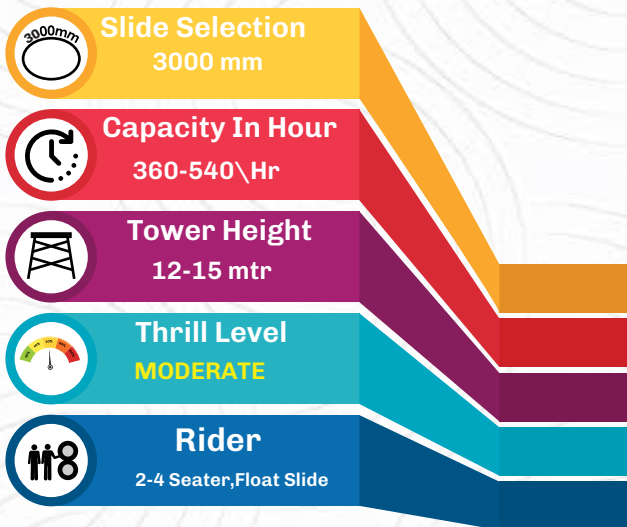 3000mm
Slide Selection
3000 mm
Capacity In Hour
360-540\Hr
Tower Height
12-15 mtr
Thrill Level
MODERATE
Rider
2-4 Seater,Float Slide